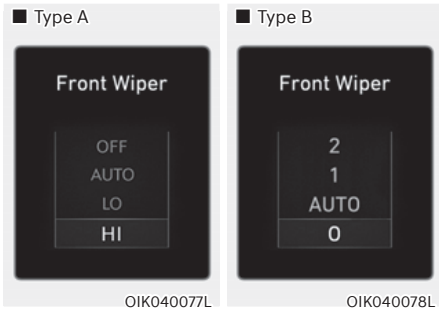 ■ Type A
Front Wiper
OFF
AUTO
LO
HI
OIK040077L
■ Type B
Front Wiper
2
1
AUTO
0
OIK040078L